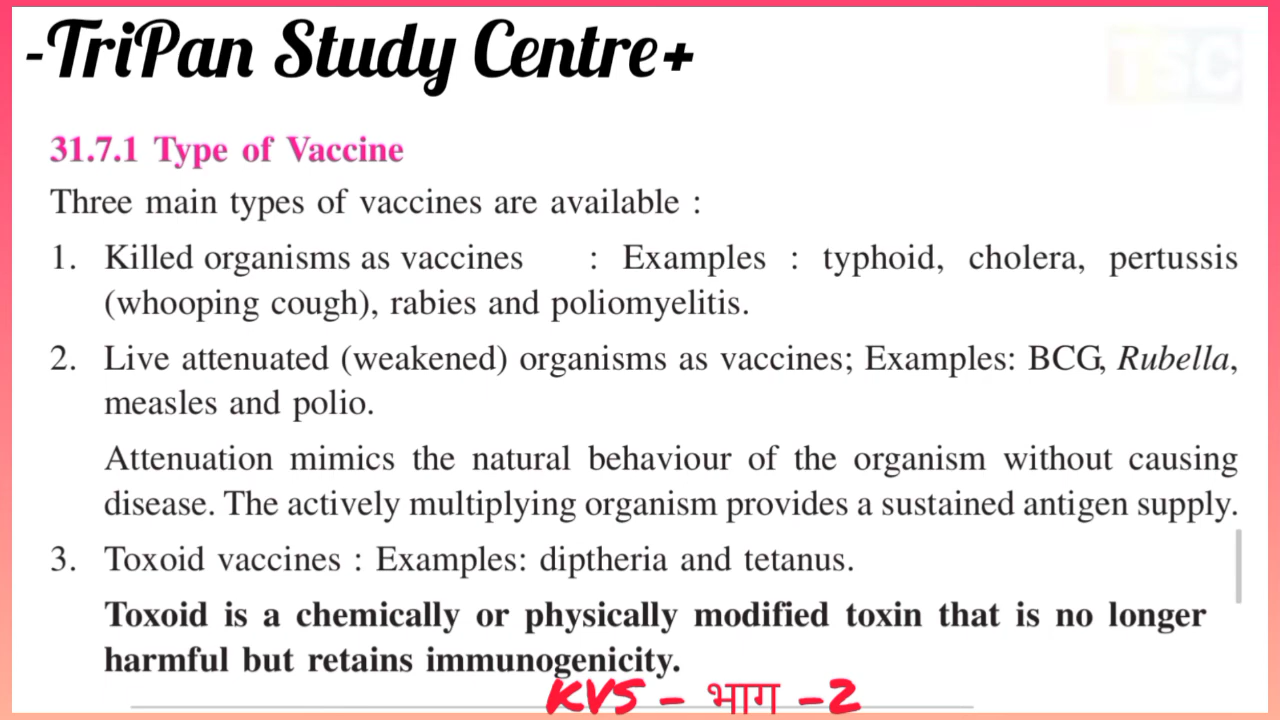 -TriPan Study Centre+
TSC
31.7.1 Type of Vaccine
Three main types of vaccines are available :
1. Killed organisms as vaccines : Examples : typhoid, cholera, pertussis
(whooping cough), rabies and poliomyelitis.
2. Live attenuated (weakened) organisms as vaccines; Examples: BCG, Rubella,
measles and polio.
Attenuation mimics the natural behaviour of the organism without causing
disease. The actively multiplying organism provides a sustained antigen supply.
3. Toxoid vaccines : Examples: diptheria and tetanus.
Toxoid is a chemically or physically modified toxin that is no longer
harmful but retains immunogenicity.
KVS - भाग -2